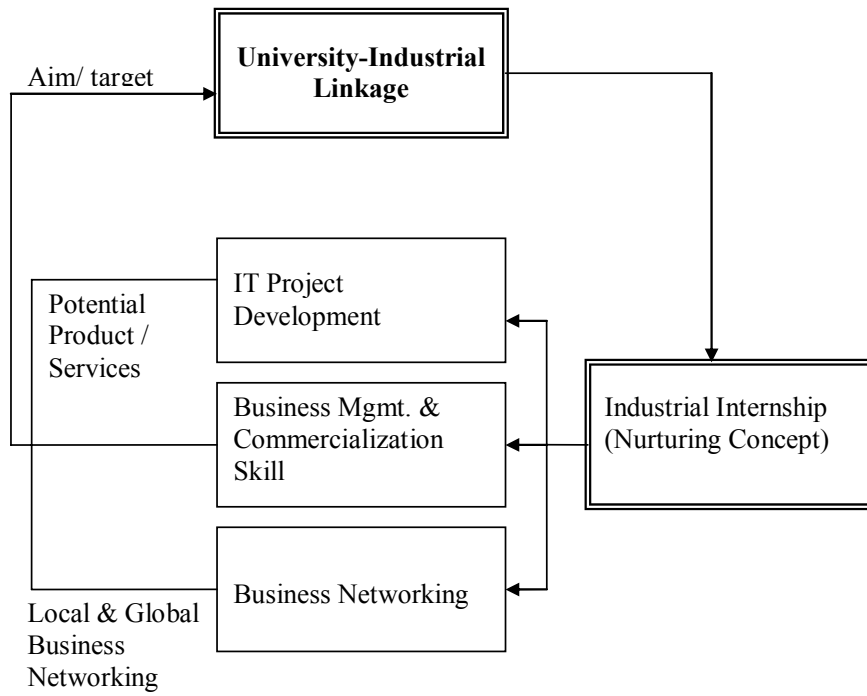 University-Industrial
Linkage
Aim/ target
IT Project
Development
Potential
Product /
Services
Business Mgmt. &
Commercialization
Skill
Industrial Internship
(Nurturing Concept)
Business Networking
Local & Global
Business
Networking